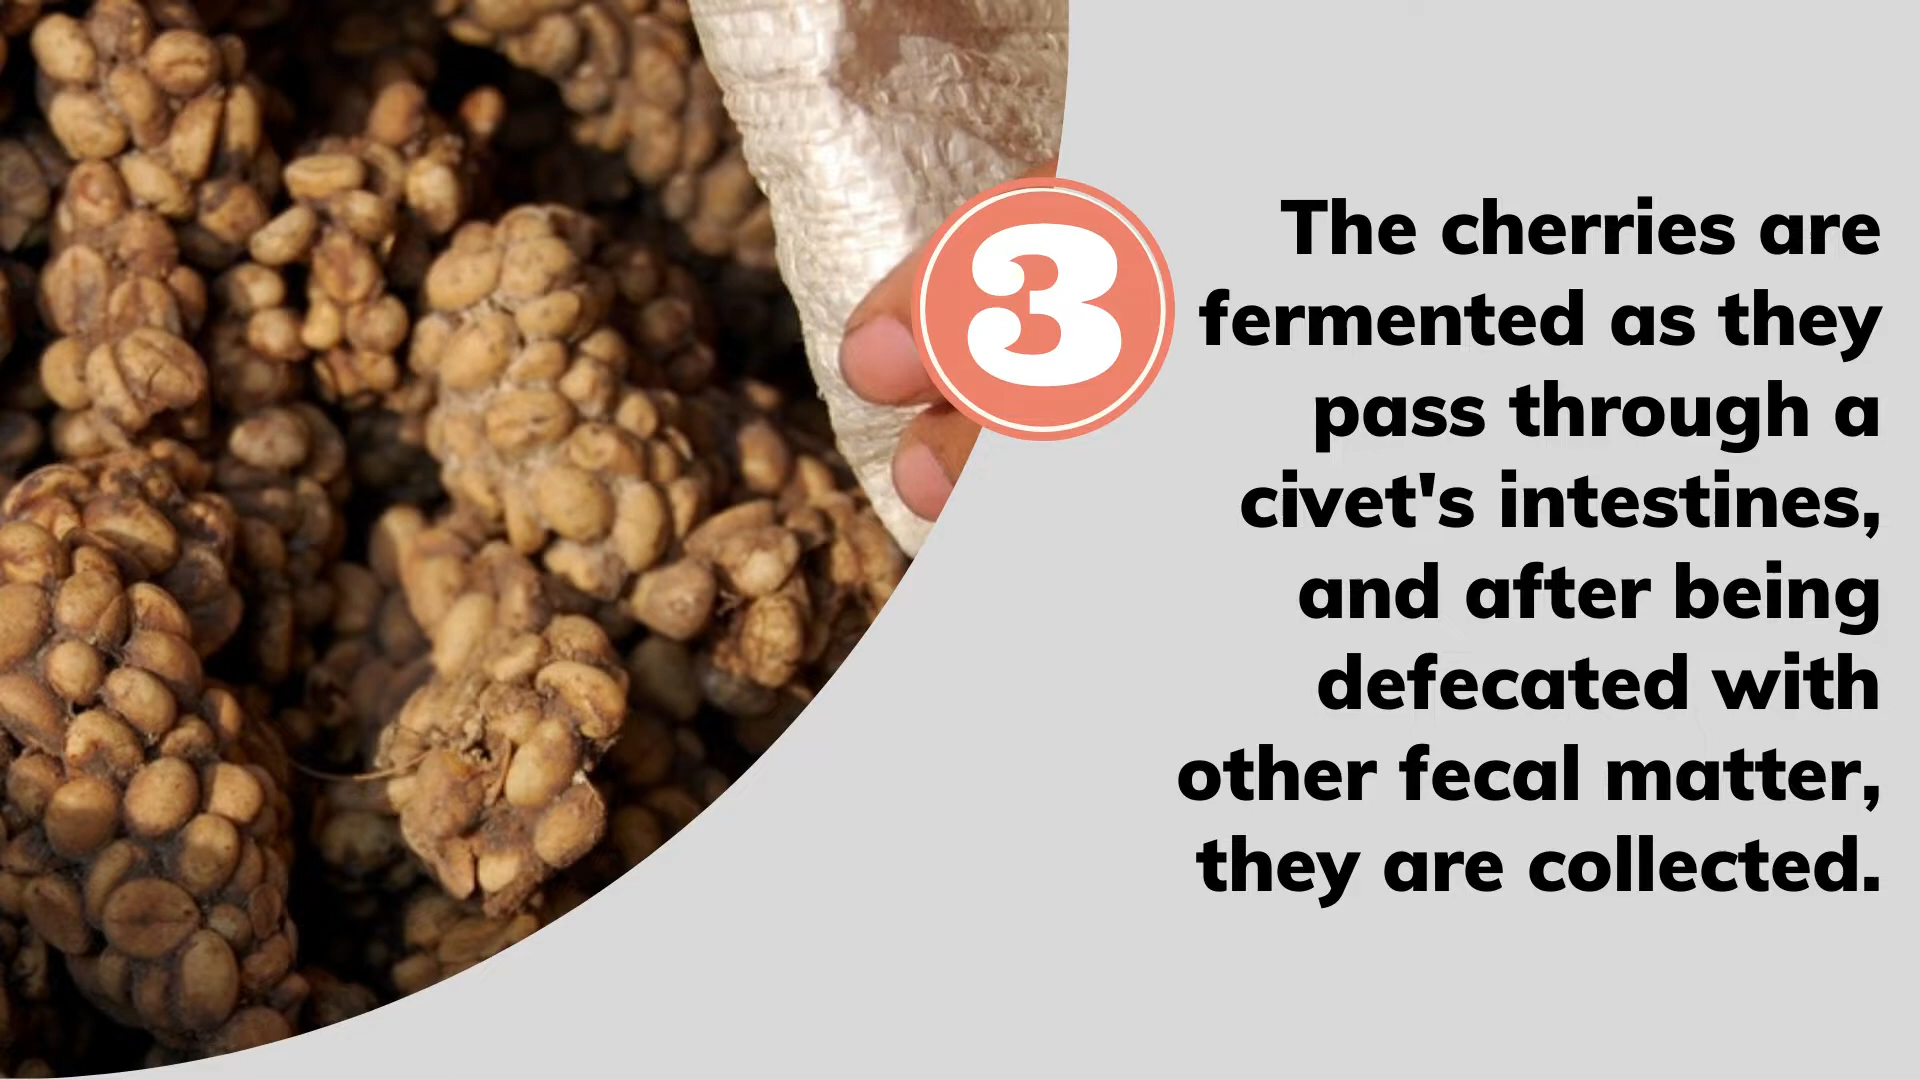 3
The cherries are
fermented as they
pass through a
civet's intestines,
and after being
defecated with
other fecal matter,
they are collected.